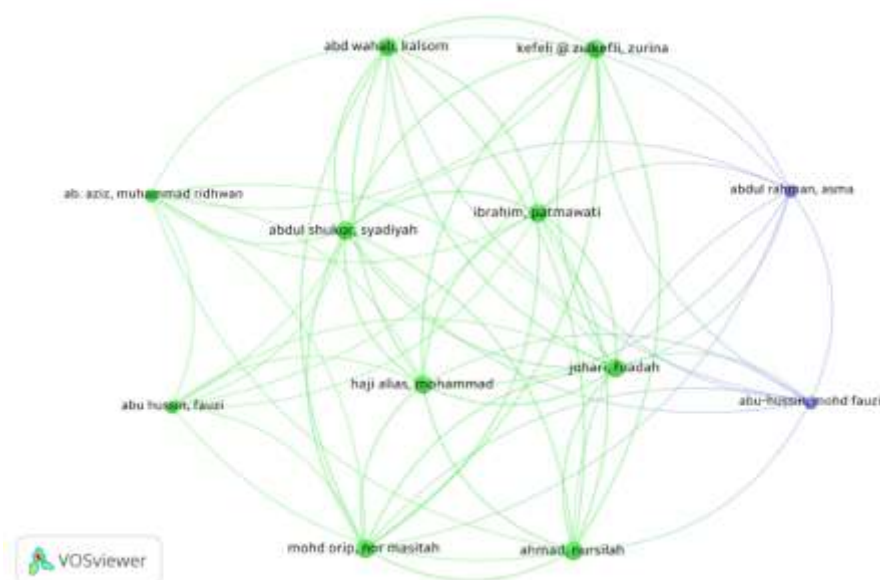 abd wahab, kalsom
kefeli @ zulkefli, zurina
ab. aziz, muhammad ridhwan
abdul rahman, asma
abdul shukor, syadiyah
ibrahim, patmawati
johari, fuadah
haji alias, mohammad
abu hussin, fauzi
abu-hussin, mohd fauzi
mohd orip, nor masitah
ahmad, nursilah
VOSviewer